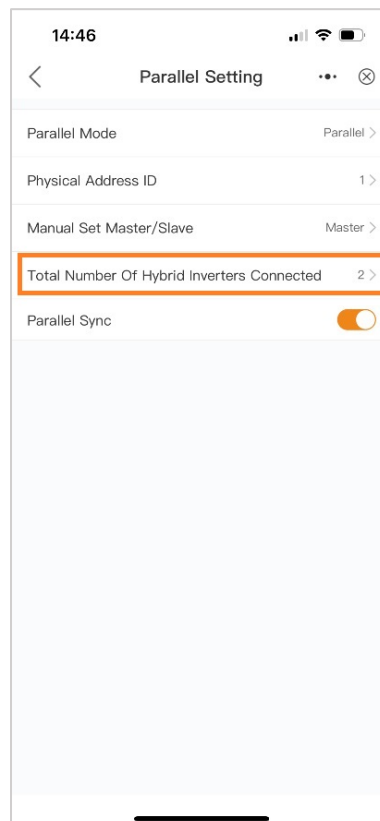 14:46
Parallel Setting
Parallel Mode Parallel
Physical Address ID 1
Manual Set Master/Slave Master
Total Number Of Hybrid Inverters Connected 2
Parallel Sync